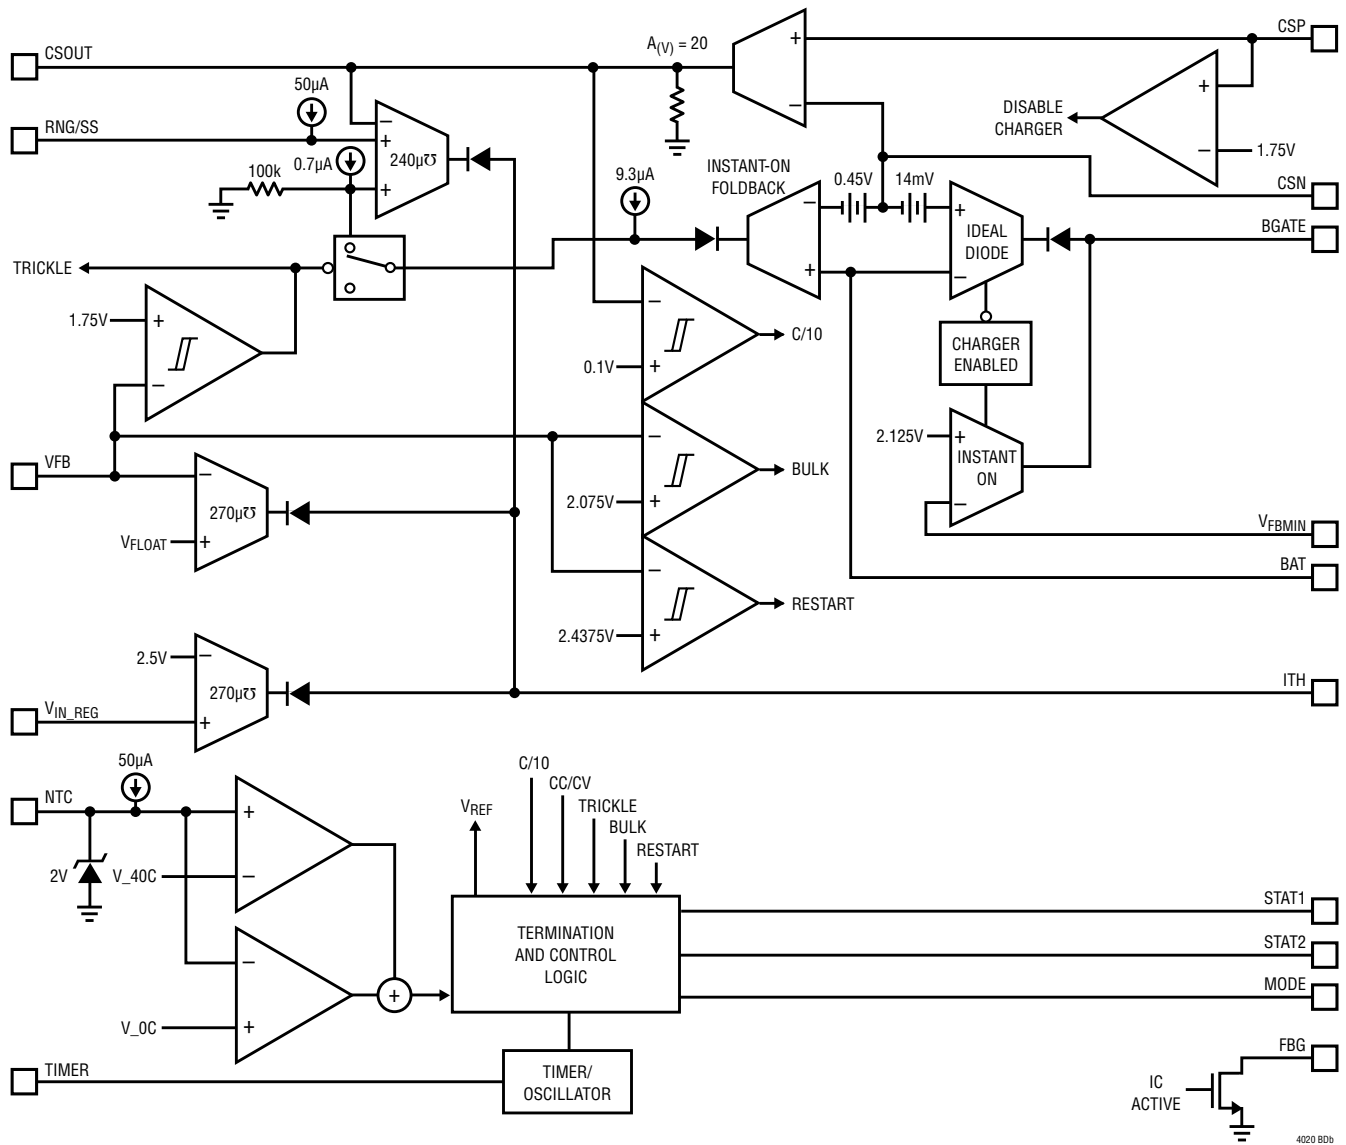 CSOUT
A(V) = 20
CSP
+
50µA
−
+
RNG/SS
−
+
240µ℧
DISABLE
CHARGER
−
1.75V
100k
0.7µA
+
INSTANT-ON
FOLDBACK
0.45V
14mV
CSN
9.3µA
−
+
IDEAL
DIODE
BGATE
TRICKLE
+
−
1.75V
+
−
C/10
CHARGER
ENABLED
−
0.1V
+
−
2.125V
+
INSTANT
ON
VFB
−
BULK
270µ℧
2.075V
+
−
VFBMIN
VFLOAT
+
−
BAT
RESTART
2.4375V
+
2.5V
−
270µ℧
ITH
VIN_REG
+
50µA
C/10
CC/CV
NTC
+
VREF
TRICKLE
BULK
RESTART
2V
V_40C
−
STAT1
TERMINATION
AND CONTROL
LOGIC
STAT2
−
MODE
+
V_0C
+
FBG
TIMER
TIMER/
OSCILLATOR
IC
ACTIVE
4020 BDb